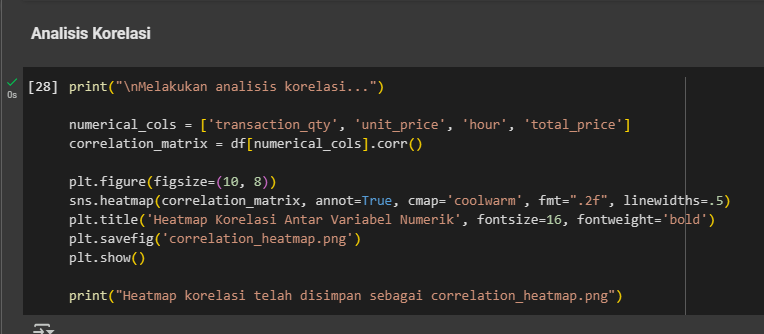 Analisis Korelasi
[28] print("\nMelakukan analisis korelasi...")
0s
numerical_cols = ['transaction_qty', 'unit_price', 'hour', 'total_price']
correlation_matrix = df[numerical_cols].corr()
plt.figure(figsize=(10, 8))
sns.heatmap(correlation_matrix, annot=True, cmap='coolwarm', fmt=".2f", linewidths=.5)
plt.title('Heatmap Korelasi Antar Variabel Numerik', fontsize=16, fontweight='bold')
plt.savefig('correlation_heatmap.png')
plt.show()
print("Heatmap korelasi telah disimpan sebagai correlation_heatmap.png")